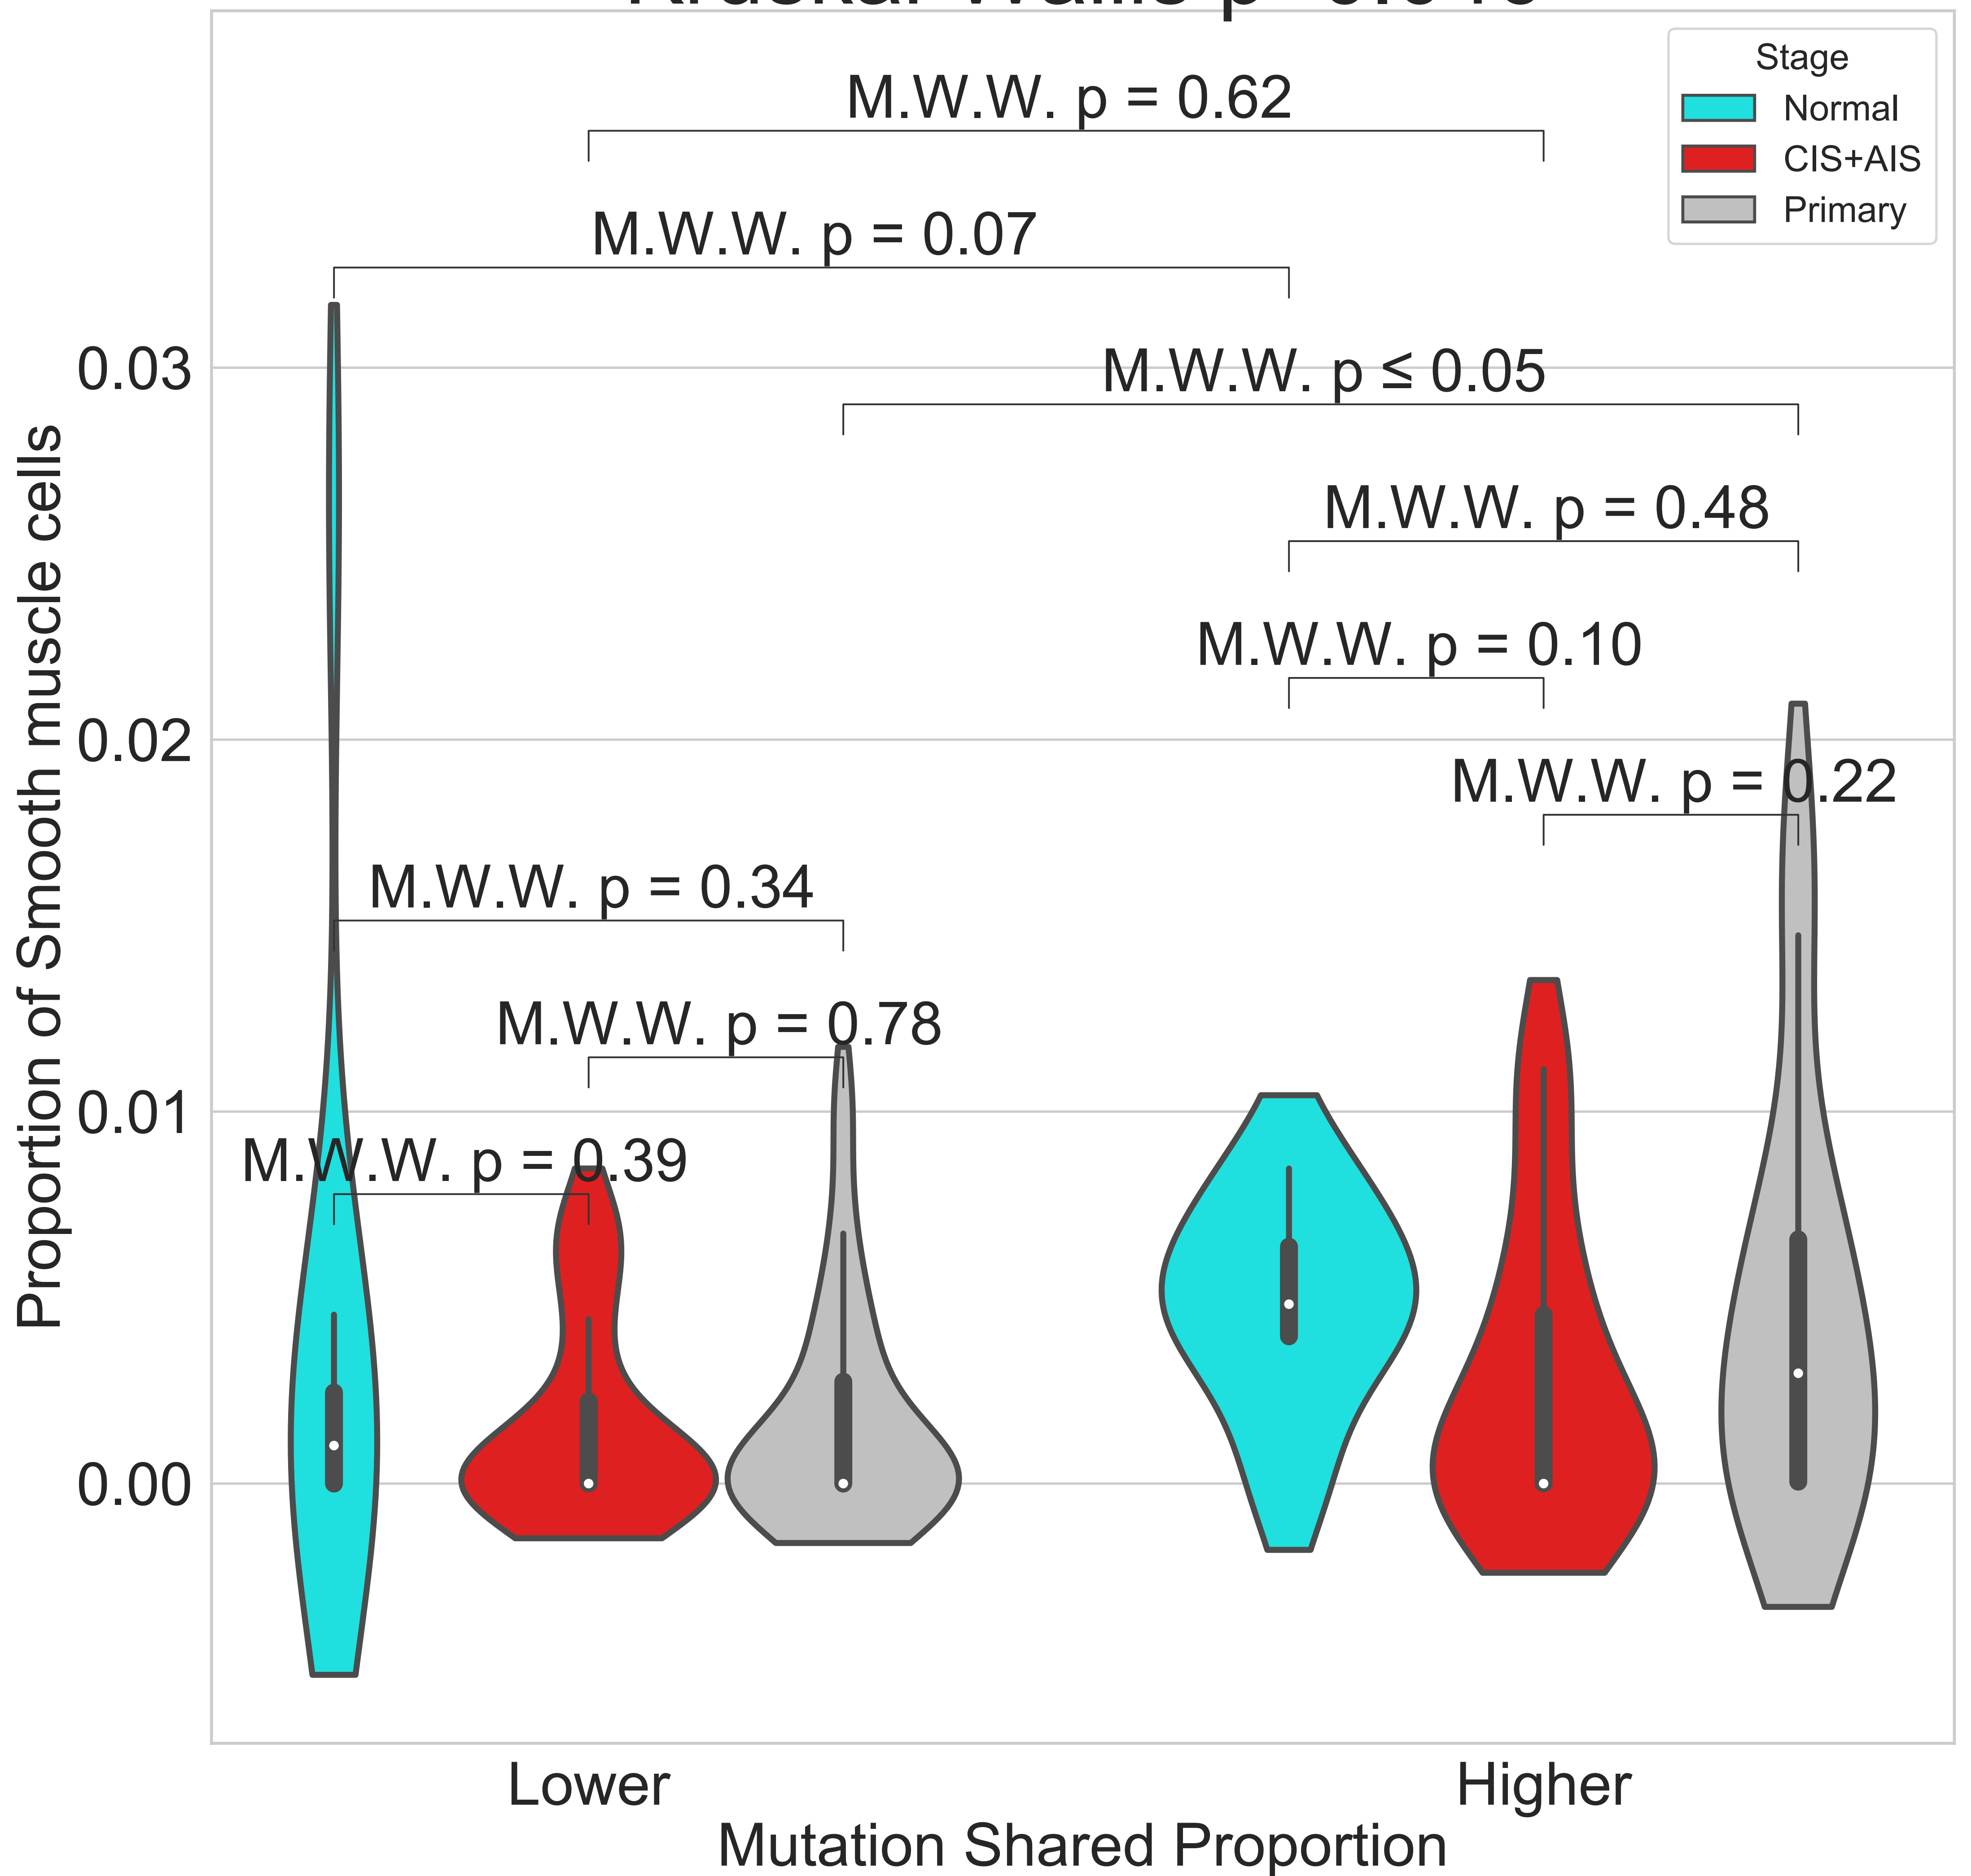 Stage
Normal
CIS+AIS
Primary
M.W.W. p = 0.62
M.W.W. p = 0.07
M.W.W. p ≤ 0.05
M.W.W. p = 0.48
M.W.W. p = 0.10
M.W.W. p = 0.22
M.W.W. p = 0.34
M.W.W. p = 0.78
M.W.W. p = 0.39
0.03
0.02
0.01
0.00
Proportion of Smooth muscle cells
Lower
Higher
Mutation Shared Proportion